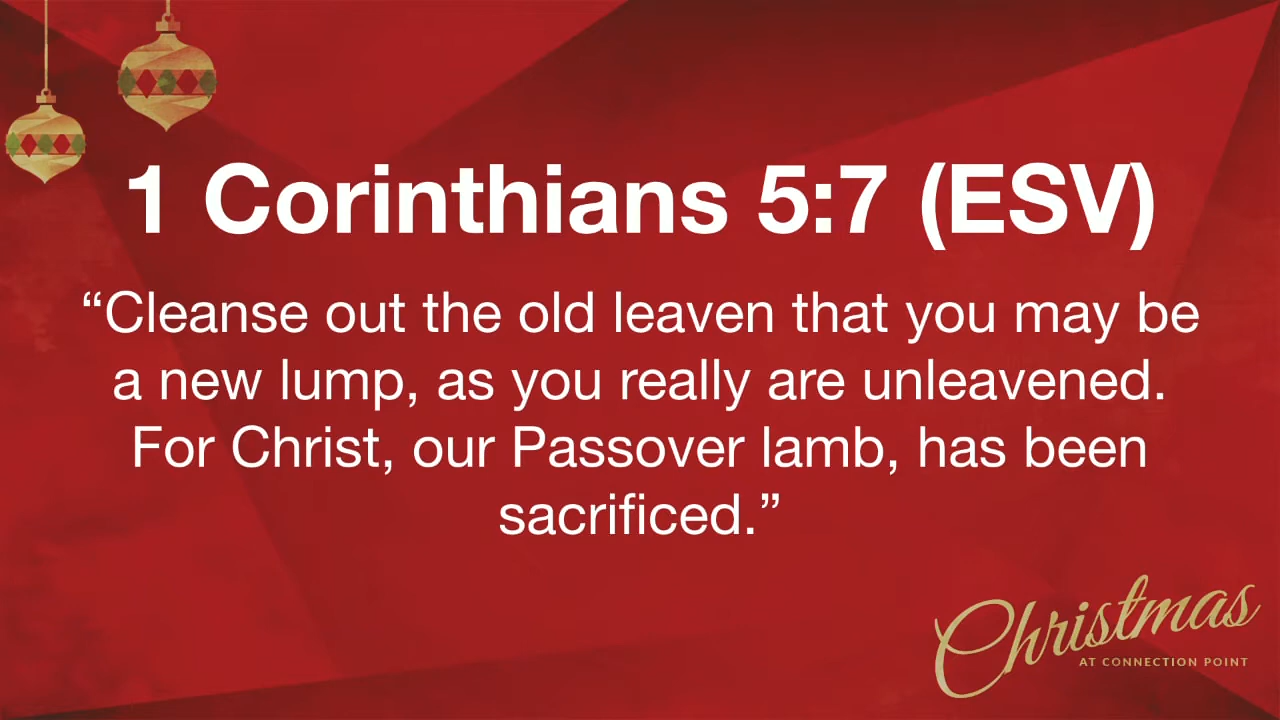 1 Corinthians 5:7 (ESV)
“Cleanse out the old leaven that you may be
a new lump, as you really are unleavened.
For Christ, our Passover lamb, has been
sacrificed.”
Christmas
AT CONNECTION POINT